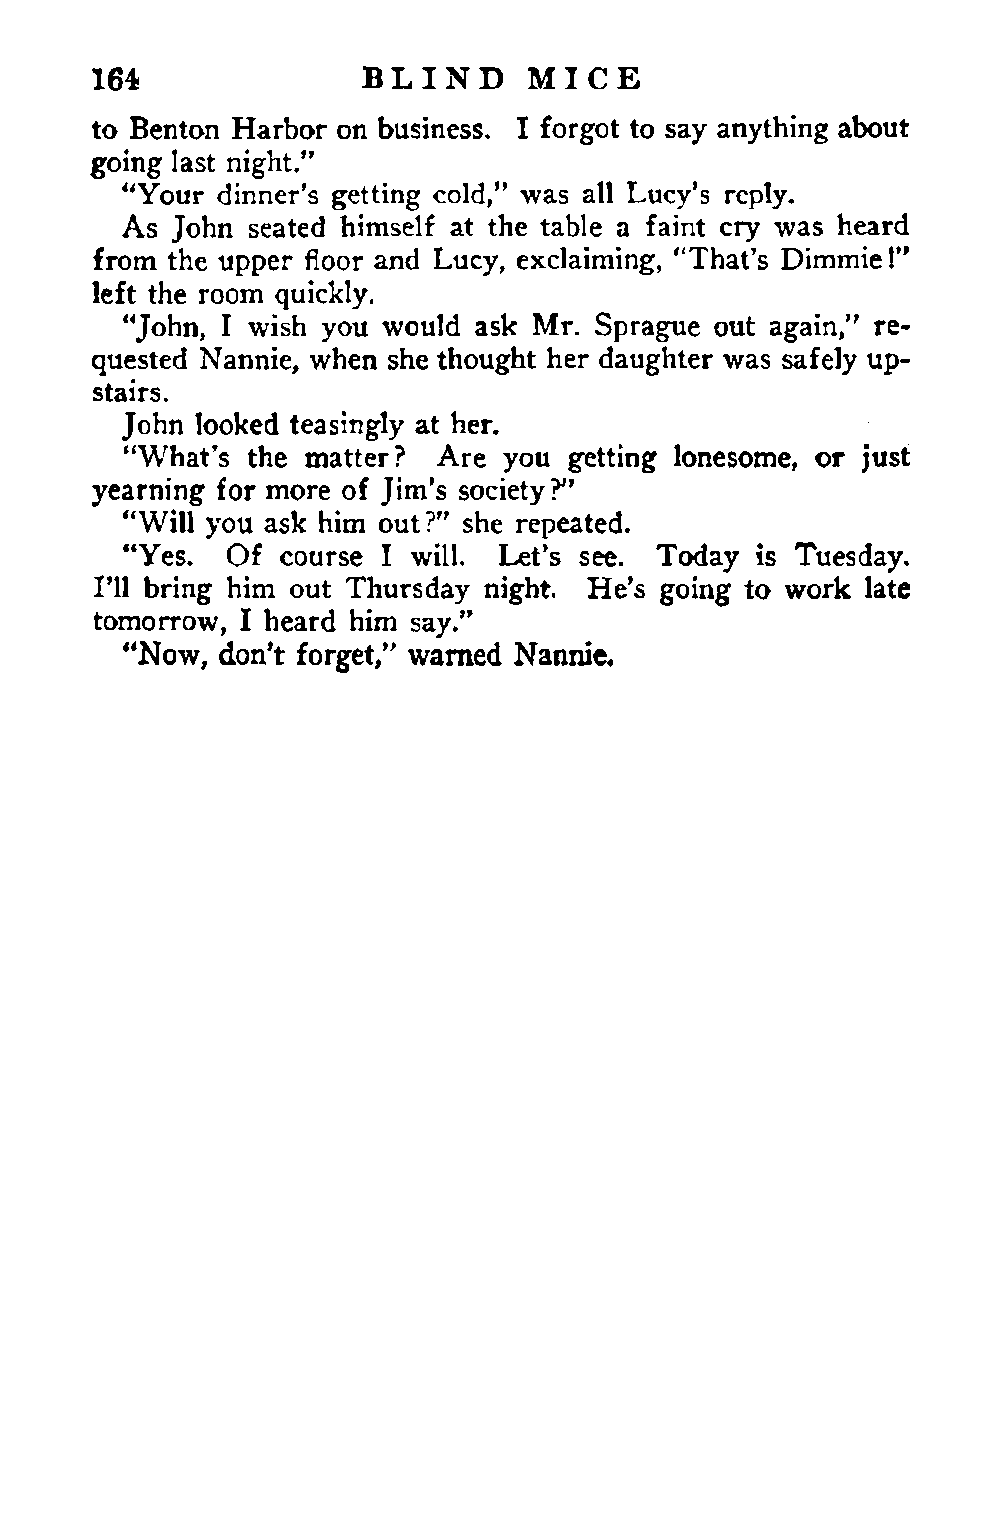 164 BLIND MICE
to Benton Harbor on business. I forgot to say anything about
going last night."
"Your dinner's getting cold," was all Lucy's reply.
As John seated himself at the table a faint cry was heard
from the upper floor and Lucy, exclaiming, "That's Dimmie!"
left the room quickly.
"John, I wish you would ask Mr. Sprague out again," re-
quested Nannie, when she thought her daughter was safely up-
stairs.
John looked teasingly at her.
"What's the matter? Are you getting lonesome, or just
yearning for more of Jim's society?"
"Will you ask him out?" she repeated.
"Yes. Of course I will. Let's see. Today is Tuesday.
I'll bring him out Thursday night. He's going to work late
tomorrow, I heard him say."
"Now, don't forget," warned Nannie.